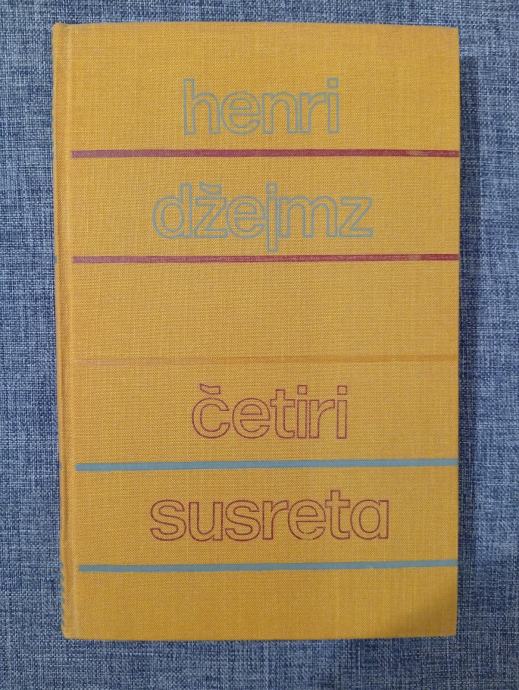 henri
džejmz
četiri
susreta